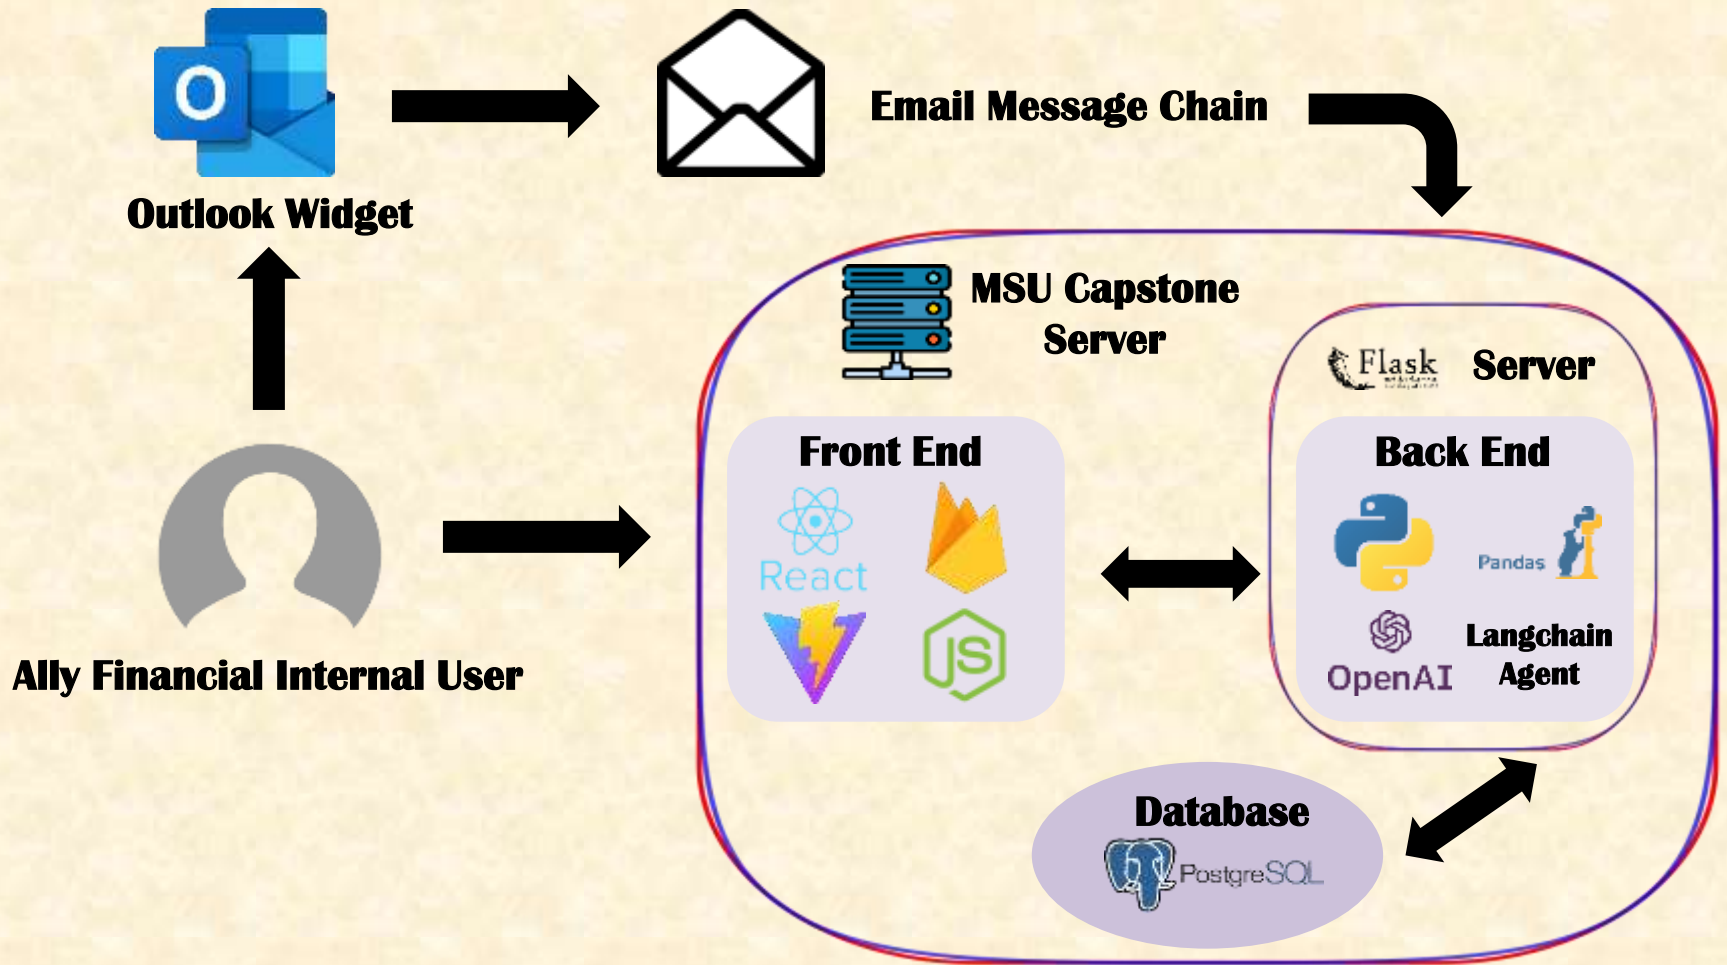 O
Email Message Chain
Outlook Widget
MSU Capstone
Server
Flask Server
Front End
Back End
React
Pandas
JS
OpenAI
Langchain
Agent
Ally Financial Internal User
Database
PostgreSQL